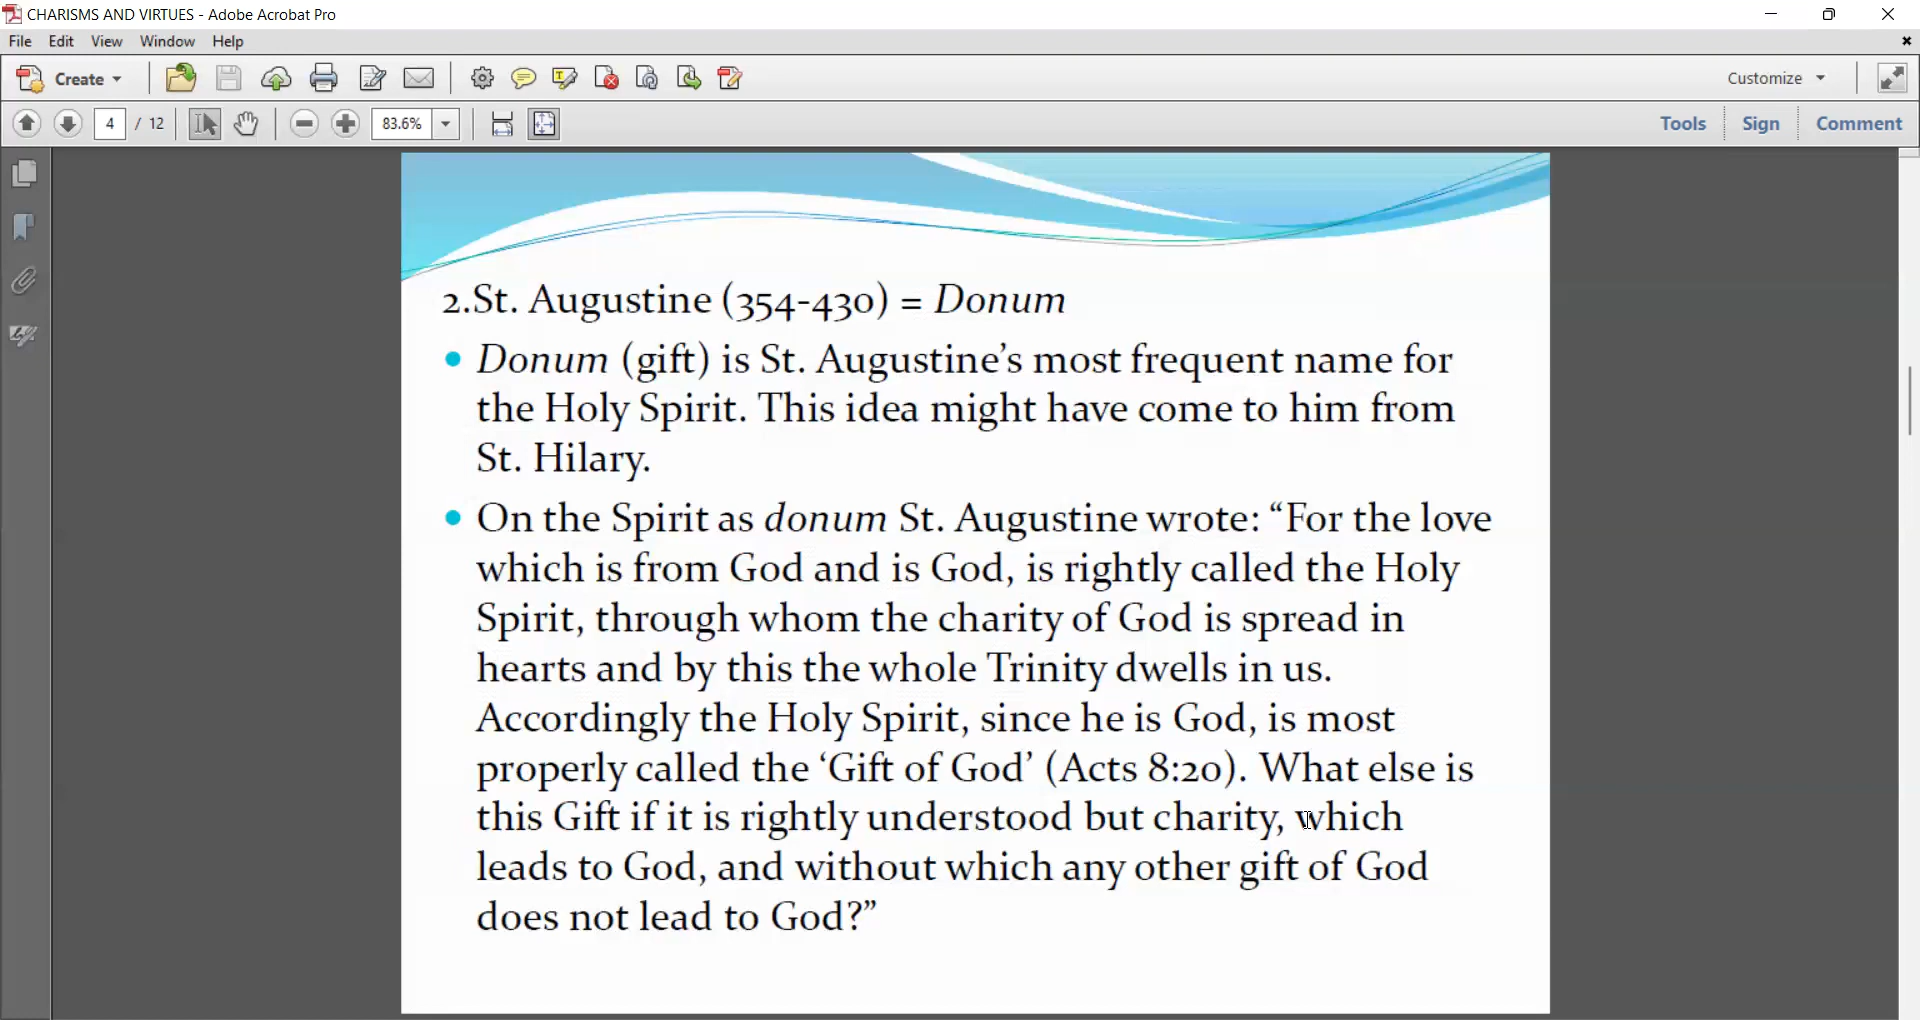 CHARISMS AND VIRTUES - Adobe Acrobat Pro
File Edit View Window Help
Create Customize
4 / 12 83.6% Tools Sign Comment
2.St. Augustine (354-430) = Donum
• Donum (gift) is St. Augustine’s most frequent name for
the Holy Spirit. This idea might have come to him from
St. Hilary.
• On the Spirit as donum St. Augustine wrote: “For the love
which is from God and is God, is rightly called the Holy
Spirit, through whom the charity of God is spread in
hearts and by this the whole Trinity dwells in us.
Accordingly the Holy Spirit, since he is God, is most
properly called the ‘Gift of God’ (Acts 8:20). What else is
this Gift if it is rightly understood but charity, which
leads to God, and without which any other gift of God
does not lead to God?”